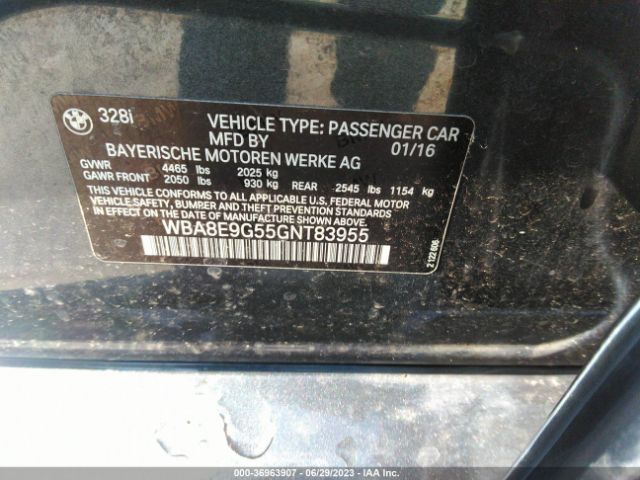 328i
VEHICLE TYPE: PASSENGER CAR
MFD BY 01/16
BAYERISCHE MOTOREN WERKE AG
GVWR 4465 lbs 2025 kg
GAWR FRONT 2050 lbs 930 kg REAR 2545 lbs 1154 kg
THIS VEHICLE CONFORMS TO ALL APPLICABLE U.S. FEDERAL MOTOR
VEHICLE SAFETY, BUMPER AND THEFT PREVENTION STANDARDS IN
EFFECT ON THE DATE OF MANUFACTURE SHOWN ABOVE.
WBA8E9G55GNT83955
2 122 606
000-36963907 - 06/29/2023 - IAA Inc.